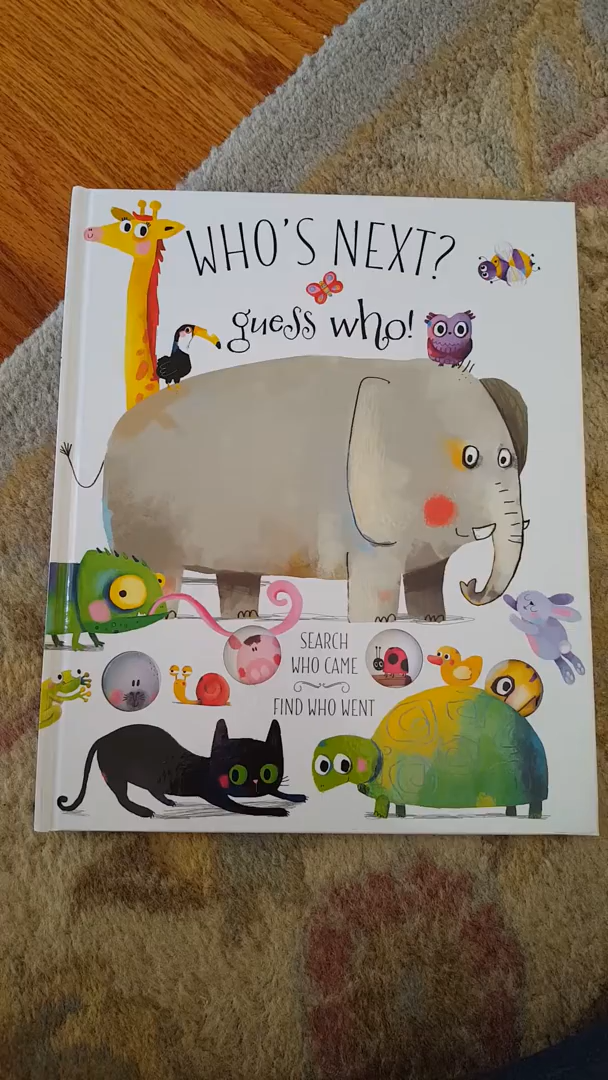 WHO'S NEXT?
guess who!
SEARCH
WHO CAME
FIND WHO WENT